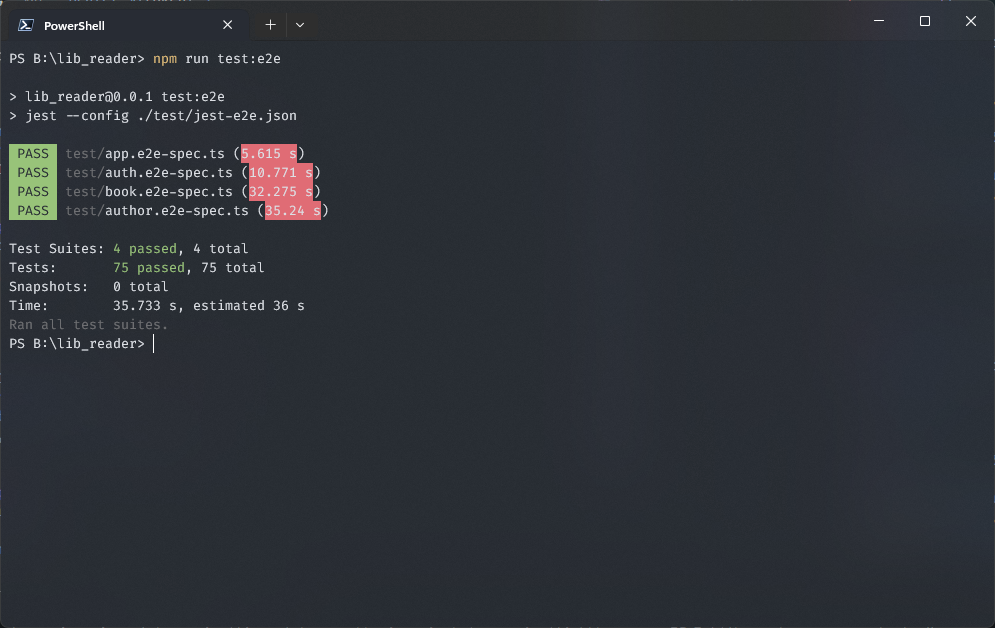 PowerShell
PS B:\lib_reader> npm run test:e2e
> lib_reader@0.0.1 test:e2e
> jest --config ./test/jest-e2e.json
PASS test/app.e2e-spec.ts (5.615 s)
PASS test/auth.e2e-spec.ts (10.771 s)
PASS test/book.e2e-spec.ts (32.275 s)
PASS test/author.e2e-spec.ts (35.24 s)
Test Suites: 4 passed, 4 total
Tests: 75 passed, 75 total
Snapshots: 0 total
Time: 35.733 s, estimated 36 s
Ran all test suites.
PS B:\lib_reader>